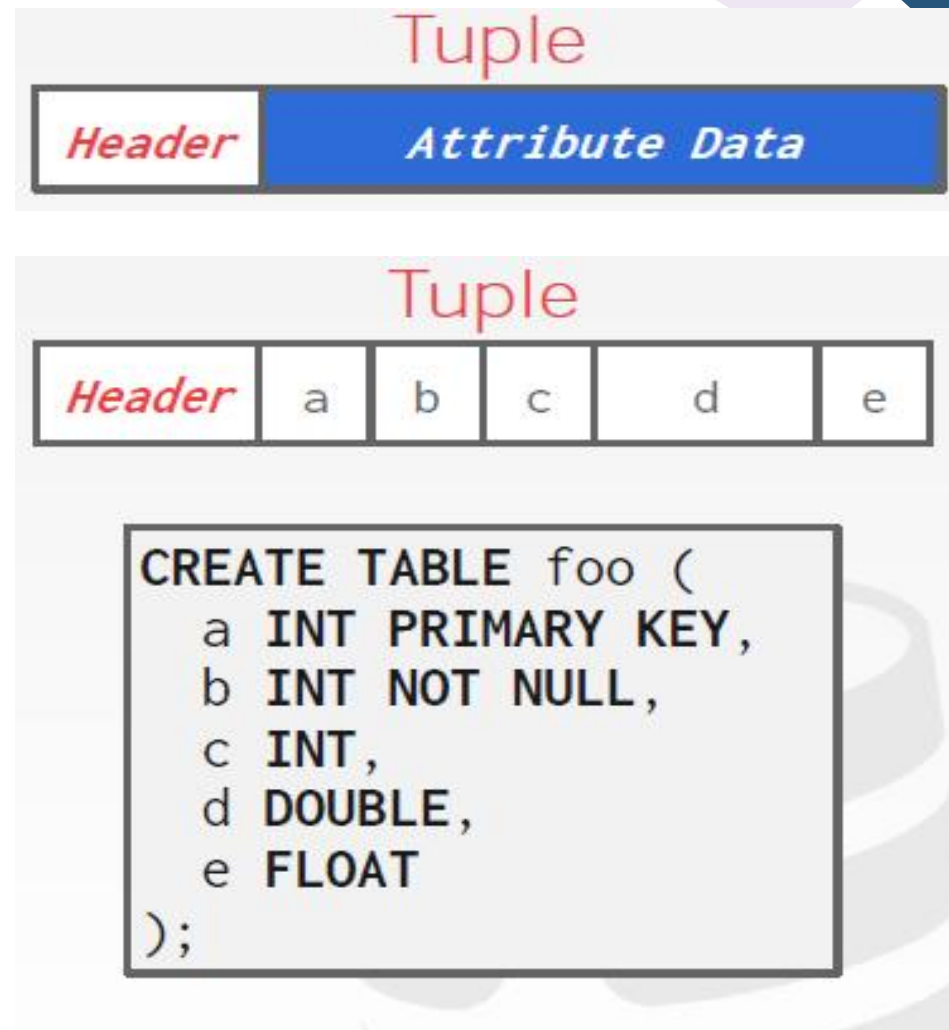 Tuple
Header Attribute Data
Tuple
Header a b c d e
CREATE TABLE foo (
a INT PRIMARY KEY,
b INT NOT NULL,
c INT,
d DOUBLE,
e FLOAT
);